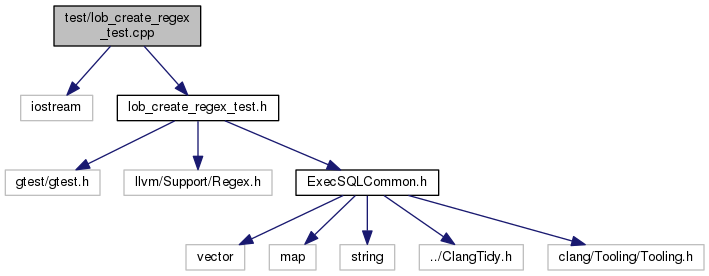 test/lob_create_regex
_test.cpp
iostream
lob_create_regex_test.h
gtest/gtest.h
llvm/Support/Regex.h
ExecSQLCommon.h
vector
map
string
../ClangTidy.h
clang/Tooling/Tooling.h